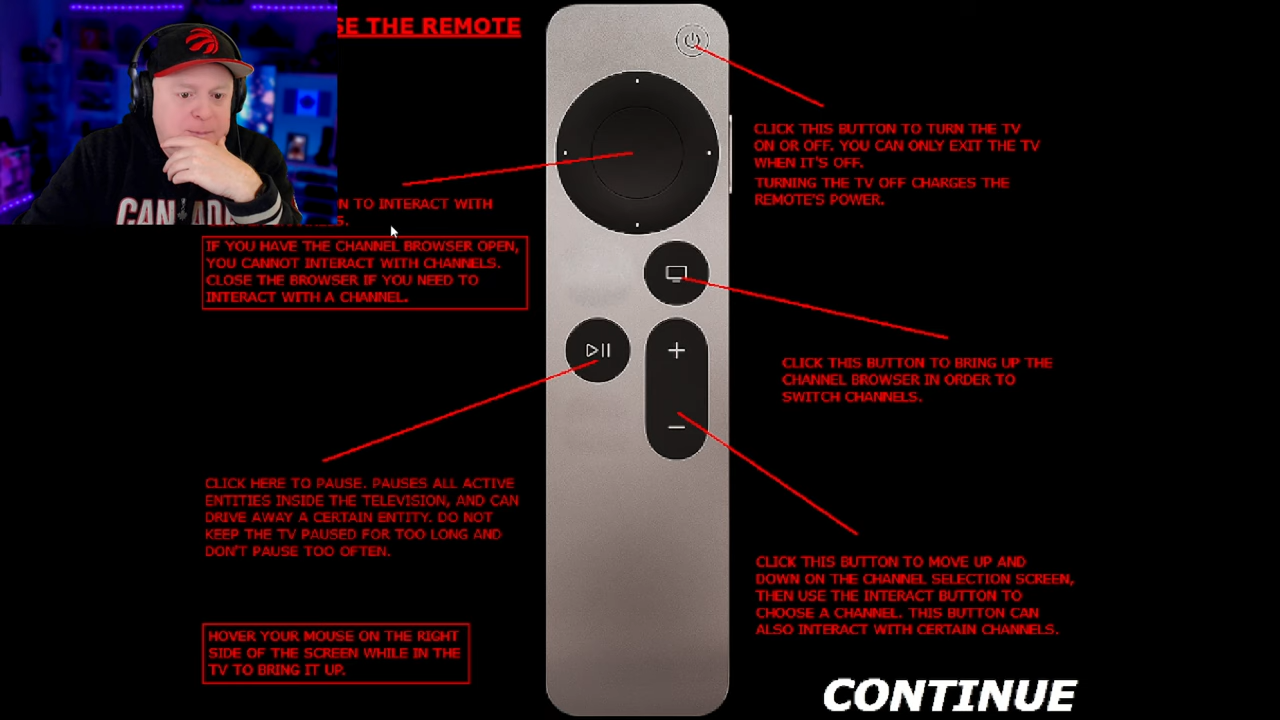 SE THE REMOTE
CLICK THIS BUTTON TO TURN THE TV
ON OR OFF. YOU CAN ONLY EXIT THE TV
WHEN IT'S OFF.
TURNING THE TV OFF CHARGES THE
REMOTE'S POWER.
N TO INTERACT WITH
S.
IF YOU HAVE THE CHANNEL BROWSER OPEN,
YOU CANNOT INTERACT WITH CHANNELS.
CLOSE THE BROWSER IF YOU NEED TO
INTERACT WITH A CHANNEL.
CLICK THIS BUTTON TO BRING UP THE
CHANNEL BROWSER IN ORDER TO
SWITCH CHANNELS.
CLICK HERE TO PAUSE. PAUSES ALL ACTIVE
ENTITIES INSIDE THE TELEVISION, AND CAN
DRIVE AWAY A CERTAIN ENTITY. DO NOT
KEEP THE TV PAUSED FOR TOO LONG AND
DON'T PAUSE TOO OFTEN.
CLICK THIS BUTTON TO MOVE UP AND
DOWN ON THE CHANNEL SELECTION SCREEN,
THEN USE THE INTERACT BUTTON TO
CHOOSE A CHANNEL. THIS BUTTON CAN
ALSO INTERACT WITH CERTAIN CHANNELS.
HOVER YOUR MOUSE ON THE RIGHT
SIDE OF THE SCREEN WHILE IN THE
TV TO BRING IT UP.
CONTINUE